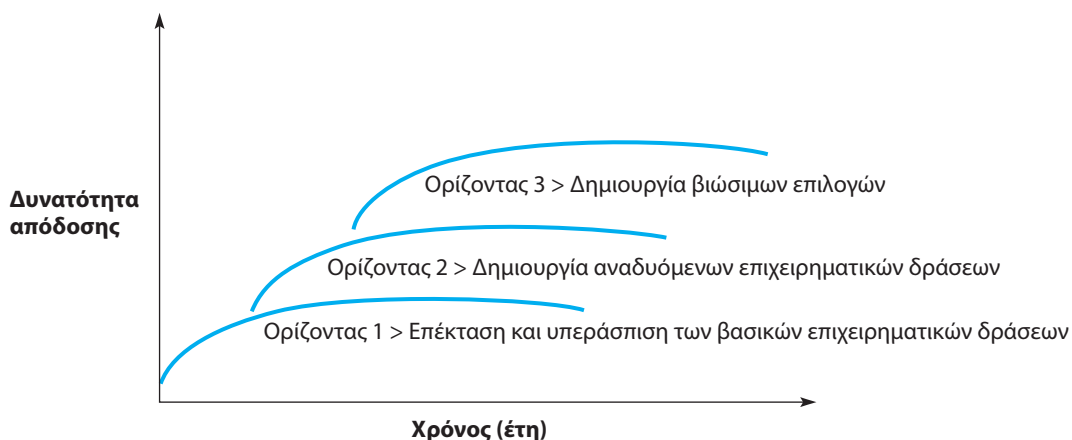 Δυνατότητα
απόδοσης
Ορίζοντας 3 > Δημιουργία βιώσιμων επιλογών
Ορίζοντας 2 > Δημιουργία αναδυόμενων επιχειρηματικών δράσεων
Ορίζοντας 1 > Επέκταση και υπεράσπιση των βασικών επιχειρηματικών δράσεων
Χρόνος (έτη)